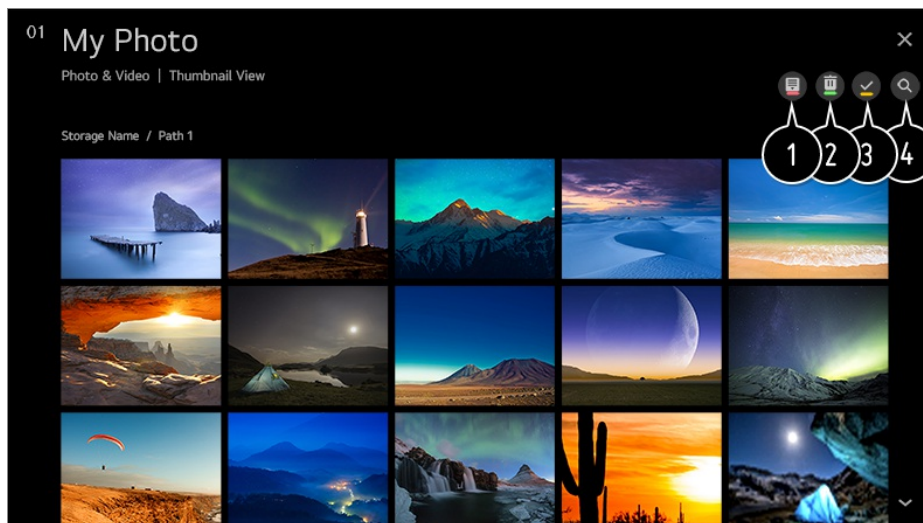 01 My Photo
Photo & Video | Thumbnail View
1 2 3 4
Storage Name / Path 1